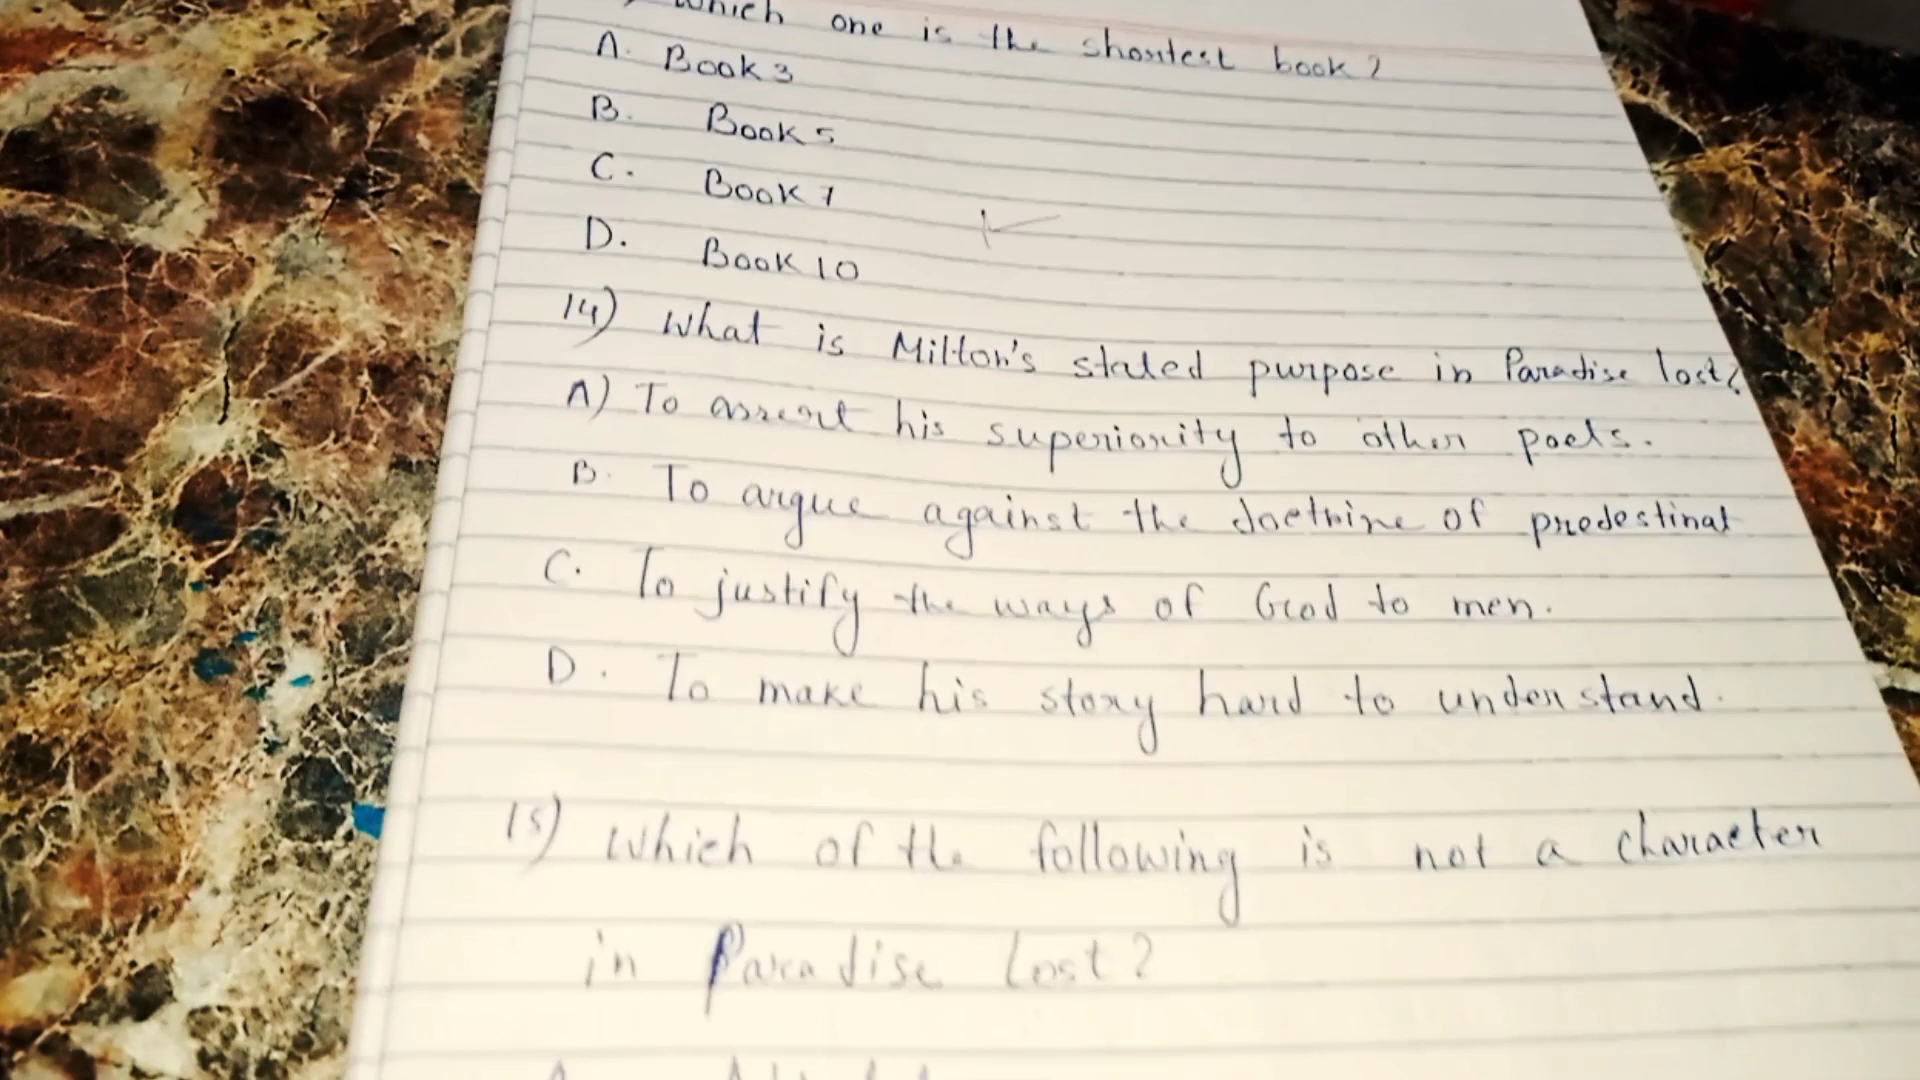 Which one is the shortest book?
A. Book 3
B. Book 5
C. Book 7
D. Book 10
14) What is Milton's stated purpose in Paradise lost?
A) To assert his superiority to other poets.
B. To argue against the doctrine of predestinat
C. To justify the ways of God to men.
D. To make his story hard to understand.
15) Which of the following is not a character
in Paradise Lost?